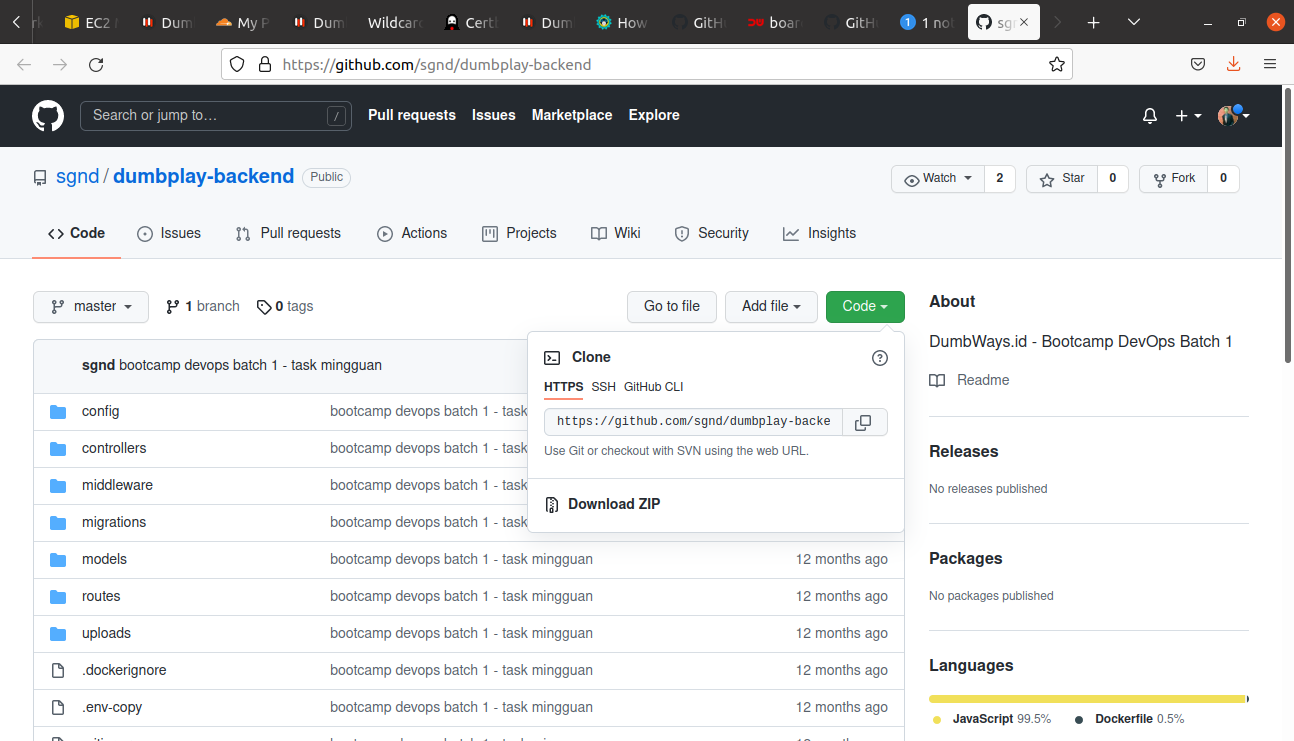 EC2
Dum
My P
Dum
Wildcar
Cert
Dum
How
GitH
boar
GitH
1 not
sgn
https://github.com/sgnd/dumbplay-backend
Search or jump to…
/
Pull requests
Issues
Marketplace
Explore
sgnd / dumbplay-backend
Public
Watch 2
Star 0
Fork 0
Code
Issues
Pull requests
Actions
Projects
Wiki
Security
Insights
master
1 branch
0 tags
Go to file
Add file
Code
sgnd bootcamp devops batch 1 - task mingguan
config bootcamp devops batch 1 - task
controllers bootcamp devops batch 1 - task
middleware bootcamp devops batch 1 - task
migrations bootcamp devops batch 1 - task
models bootcamp devops batch 1 - task mingguan 12 months ago
routes bootcamp devops batch 1 - task mingguan 12 months ago
uploads bootcamp devops batch 1 - task mingguan 12 months ago
.dockerignore bootcamp devops batch 1 - task mingguan 12 months ago
.env-copy bootcamp devops batch 1 - task mingguan 12 months ago
Clone
HTTPS SSH GitHub CLI
https://github.com/sgnd/dumbplay-backe
Use Git or checkout with SVN using the web URL.
Download ZIP
About
DumbWays.id - Bootcamp DevOps Batch 1
Readme
Releases
No releases published
Packages
No packages published
Languages
JavaScript 99.5% Dockerfile 0.5%